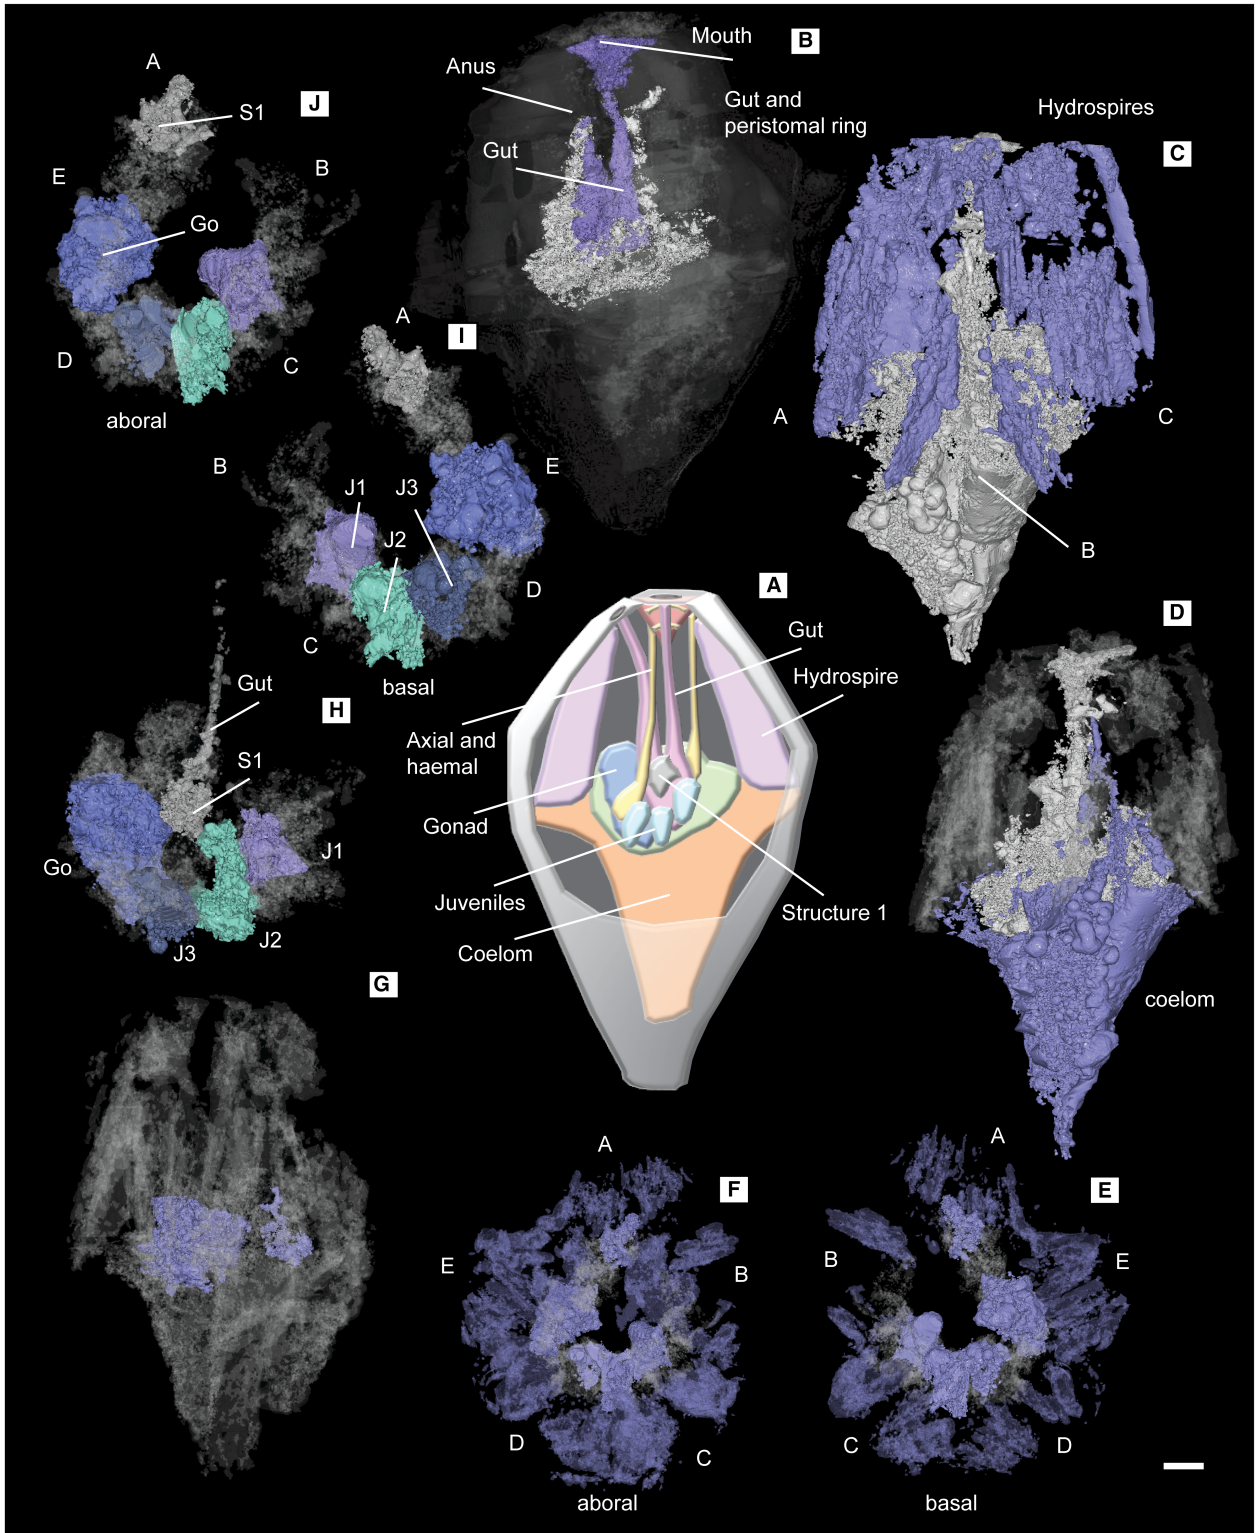 A
S1
J
B
E
Go
D
C
aboral
Mouth
B
Anus
Gut and
peristomal ring
Gut
Hydrospires
C
A
C
B
A
I
B
E
J1
J3
J2
D
C
basal
A
Gut
Hydrospire
Axial and
haemal
Gonad
Juveniles
Structure 1
Coelom
D
coelom
Gut
H
S1
J1
Go
J2
J3
G
A
F
E
B
D
C
aboral
A
E
B
E
C
D
basal